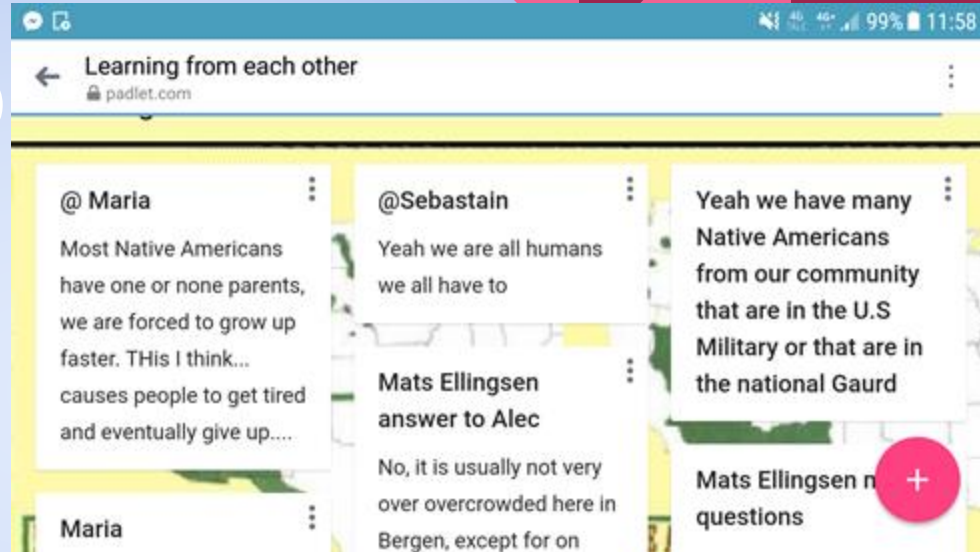 99% 11:58
Learning from each other
padlet.com
@ Maria
Most Native Americans
have one or none parents,
we are forced to grow up
faster. THis I think...
causes people to get tired
and eventually give up....
Maria
@Sebastain
Yeah we are all humans
we all have to
Mats Ellingsen
answer to Alec
No, it is usually not very
over overcrowded here in
Bergen, except for on
Yeah we have many
Native Americans
from our community
that are in the U.S
Military or that are in
the national Gaurd
Mats Ellingsen
questions